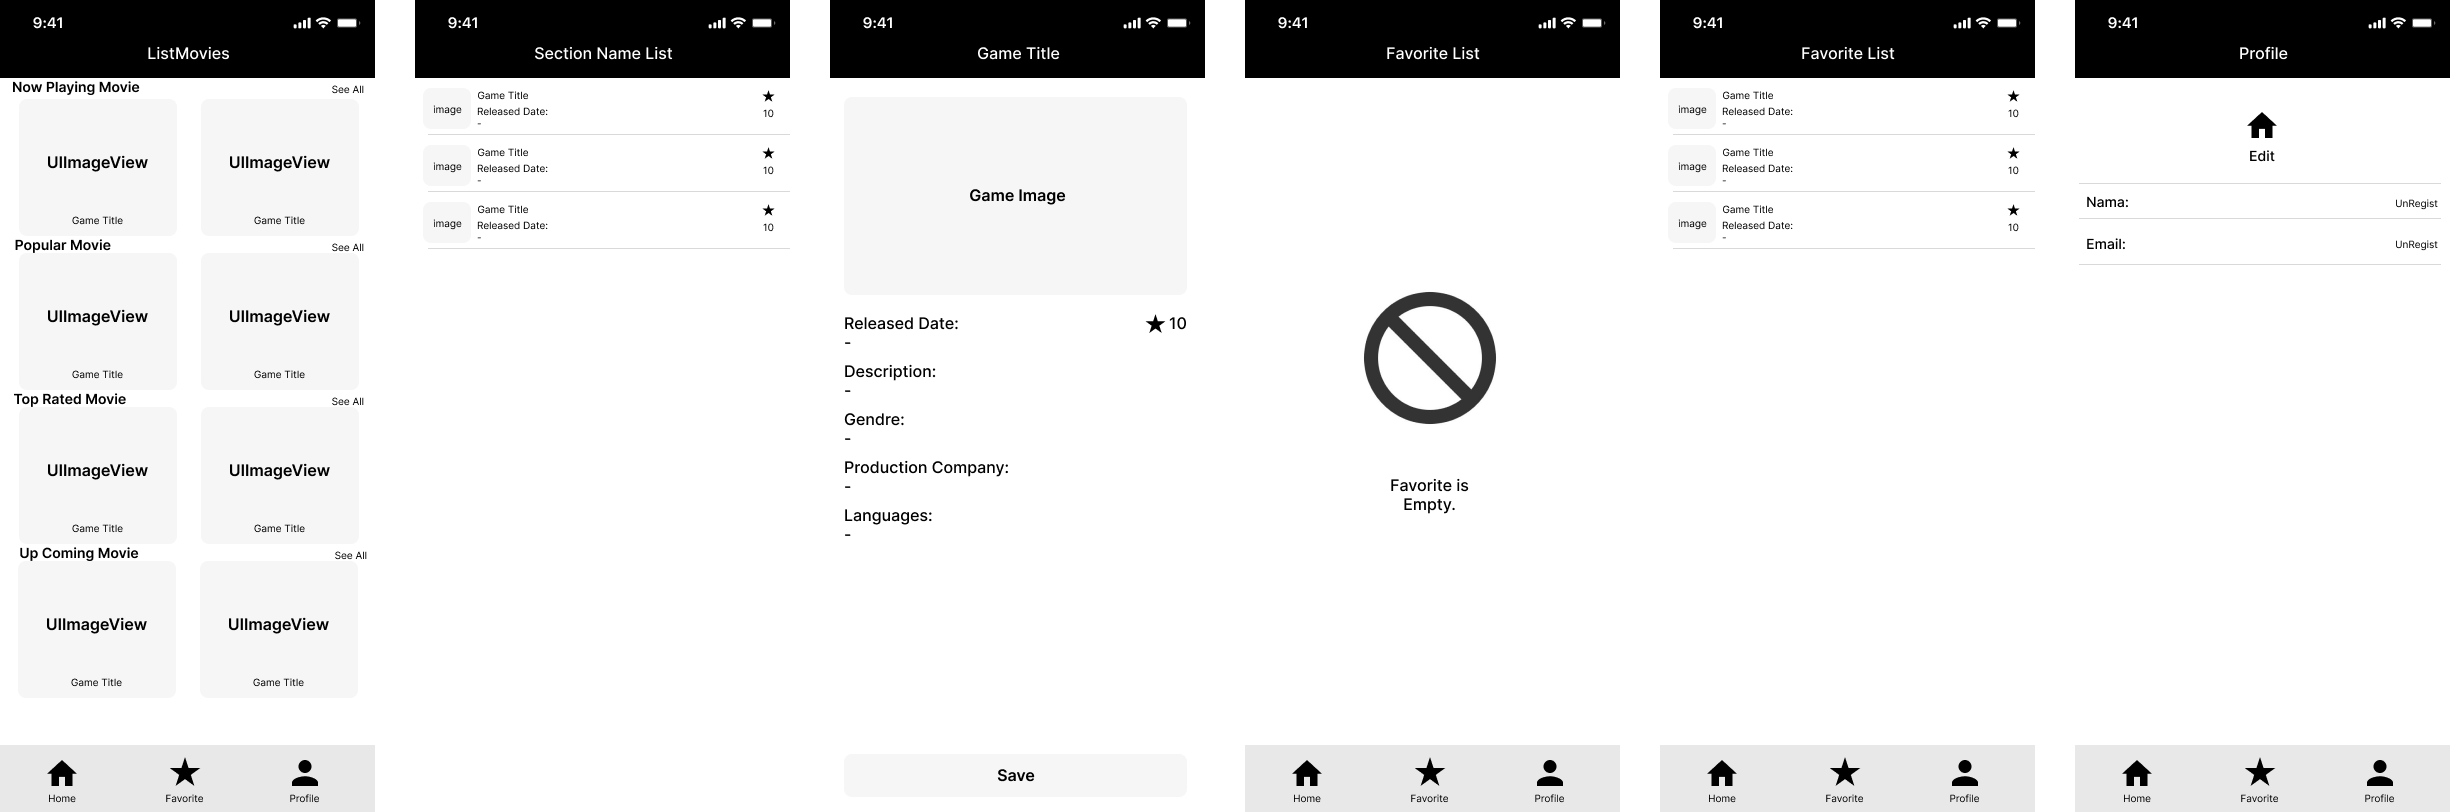 9:41
ListMovies
Now Playing Movie
See All
UIImageView
UIImageView
Game Title
Game Title
Popular Movie
See All
UIImageView
UIImageView
Game Title
Game Title
Top Rated Movie
See All
UIImageView
UIImageView
Game Title
Game Title
Up Coming Movie
See All
UIImageView
UIImageView
Game Title
Game Title
Home
Favorite
Profile
9:41
Section Name List
image
Game Title
Released Date:
-
10
image
Game Title
Released Date:
-
10
image
Game Title
Released Date:
-
10
9:41
Game Title
Game Image
Released Date:
10
-
Description:
-
Gendre:
-
Production Company:
-
Languages:
-
Save
9:41
Favorite List
Favorite is
Empty.
Home
Favorite
Profile
9:41
Favorite List
image
Game Title
Released Date:
-
10
image
Game Title
Released Date:
-
10
image
Game Title
Released Date:
-
10
Home
Favorite
Profile
9:41
Profile
Edit
Nama:
UnRegist
Email:
UnRegist
Home
Favorite
Profile